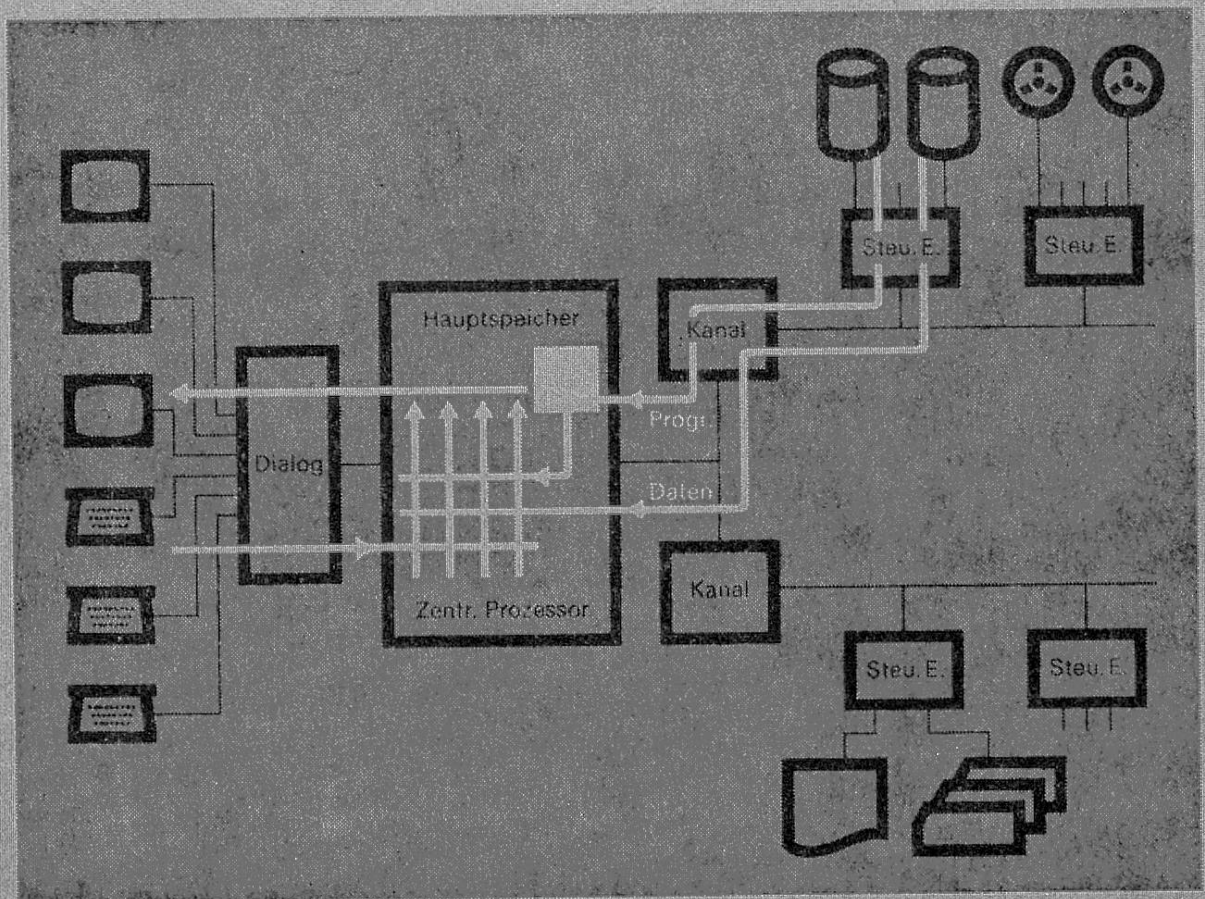 Steu. E.
Steu. E.
Hauptspeicher
Kanal
Progr.
Dialog
Daten
Zentr. Prozessor
Kanal
Steu. E.
Steu. E.